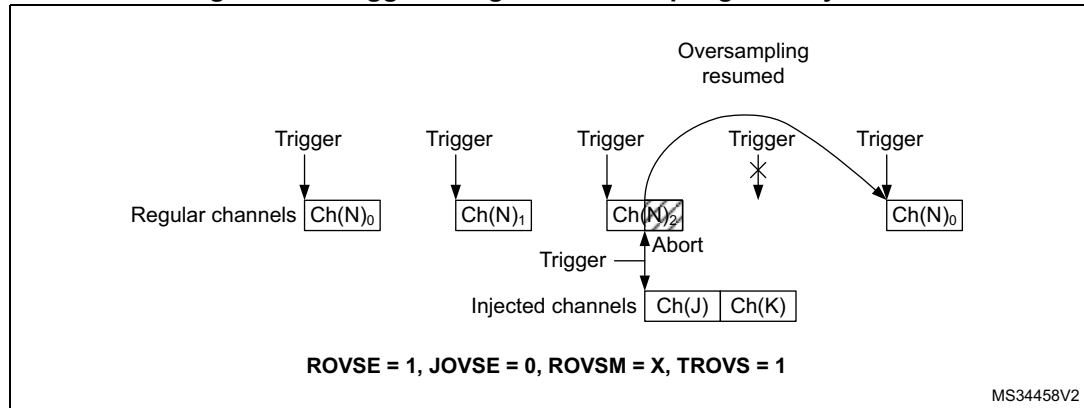 Oversampling
resumed
Trigger Trigger Trigger Trigger Trigger
Regular channels Ch(N)0 Ch(N)1 Ch(N)2 Ch(N)0
Abort
Trigger
Injected channels Ch(J) Ch(K)
ROVSE = 1, JOVSE = 0, ROVSM = X, TROVS = 1
MS34458V2